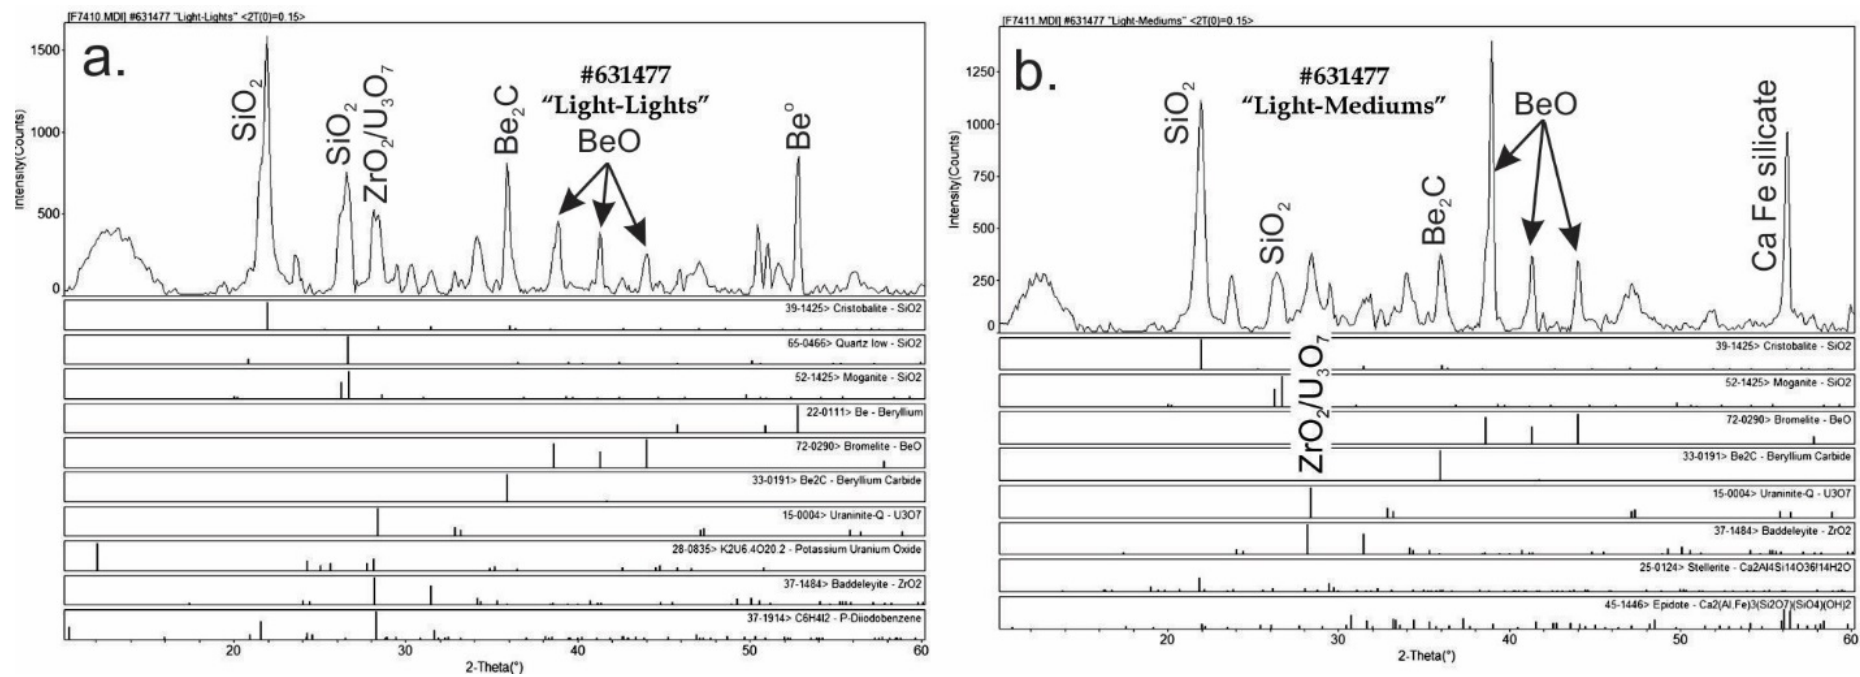 [F7410.MDI] #631477 "Light-Lights" <2T(0)=0.15>
a.
#631477
“Light-Lights”
SiO2
SiO2
ZrO2/U3O7
Be2C
BeO
Be°
Intensity(Counts)
1500
1000
500
0
39-1425> Cristobalite - SiO2
65-0466> Quartz low - SiO2
52-1425> Moganite - SiO2
22-0111> Be - Beryllium
72-0290> Bromelite - BeO
33-0191> Be2C - Beryllium Carbide
15-0004> Uraninite-Q - U3O7
28-0835> K2U6.4O20.2 - Potassium Uranium Oxide
37-1484> Baddeleyite - ZrO2
37-1914> C6H4I2 - P-Diiodobenzene
20 30 40 50 60
2-Theta(°)
[F7411.MDI] #631477 "Light-Mediums" <2T(0)=0.15>
b.
#631477
“Light-Mediums”
SiO2
SiO2
ZrO2/U3O7
Be2C
BeO
Ca Fe silicate
Intensity(Counts)
1250
1000
750
500
250
0
39-1425> Cristobalite - SiO2
52-1425> Moganite - SiO2
72-0290> Bromelite - BeO
33-0191> Be2C - Beryllium Carbide
15-0004> Uraninite-Q - U3O7
37-1484> Baddeleyite - ZrO2
25-0124> Stellerite - Ca2Al4Si14O36!14H2O
45-1446> Epidote - Ca2(Al,Fe)3(Si2O7)(SiO4)(OH)2
20 30 40 50 60
2-Theta(°)